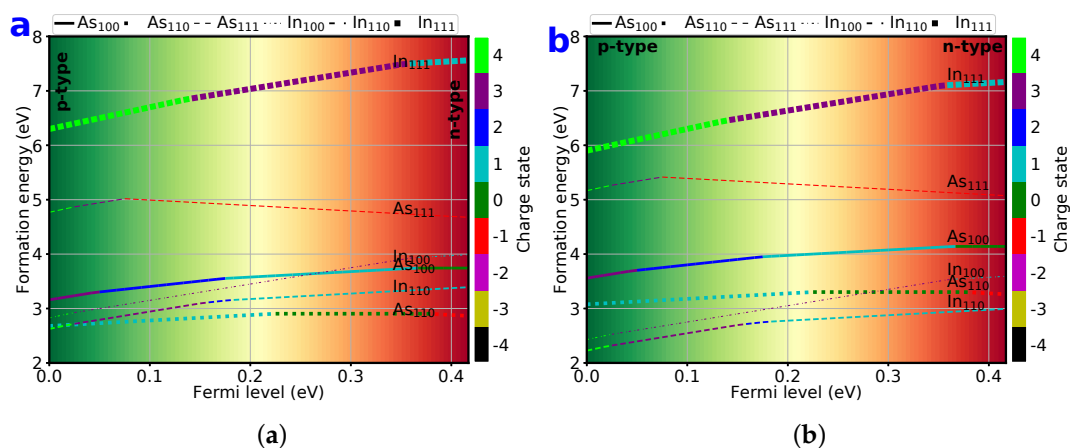 As100 As110 As111 In100 In110 In111
a
8
7
6
5
4
3
2
Formation energy (eV)
p-type
n-type
In111
As111
In100
As100
In110
As110
0.0 0.1 0.2 0.3 0.4
Fermi level (eV)
4
3
2
1
0
-1
-2
-3
-4
Charge state
(a)
As100 As110 As111 In100 In110 In111
b
8
7
6
5
4
3
2
Formation energy (eV)
p-type
n-type
In111
As111
As100
In100
As110
In110
0.0 0.1 0.2 0.3 0.4
Fermi level (eV)
4
3
2
1
0
-1
-2
-3
-4
Charge state
(b)